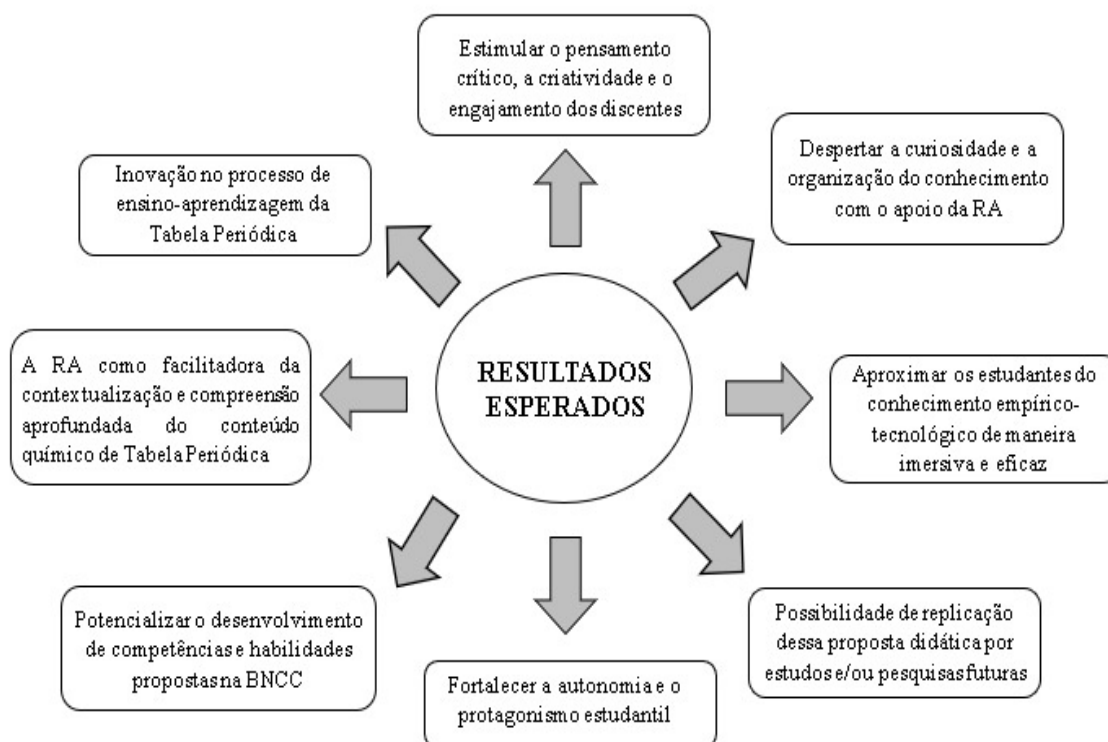 Estimular o pensamento
crítico, a criatividade e o
engajamento dos discentes
Despertar a curiosidade e a
organização do conhecimento
com o apoio da RA
Inovação no processo de
ensino-aprendizagem da
Tabela Periódica
RESULTADOS
ESPERADOS
A RA como facilitadora da
contextualização e compreensão
aprofundada do conteúdo
químico de Tabela Periódica
Aproximar os estudantes do
conhecimento empírico-
tecnológico de maneira
imersiva e eficaz
Potencializar o desenvolvimento
de competências e habilidades
propostas na BNCC
Fortalecer a autonomia e o
protagonismo estudantil
Possibilidade de replicação
dessa proposta didática por
estudos e/ou pesquisas futuras